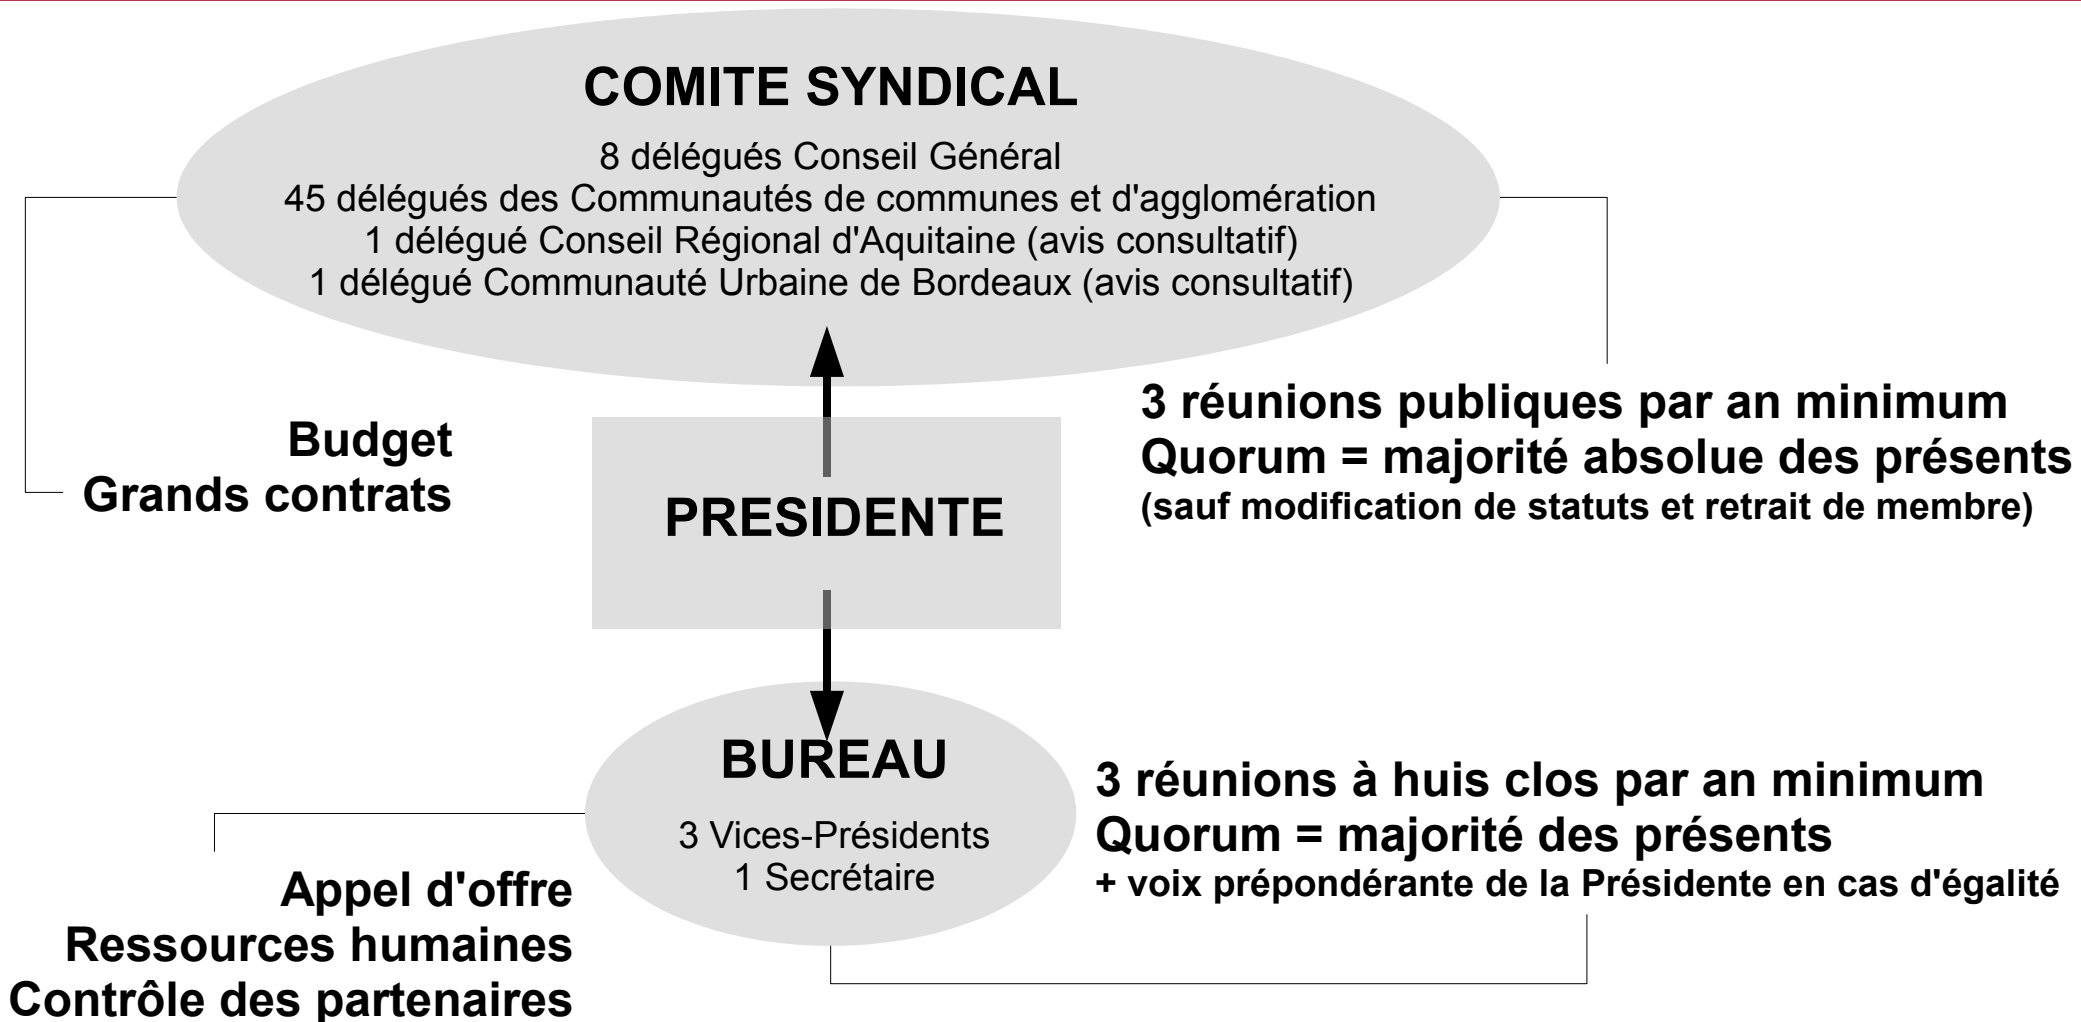 COMITE SYNDICAL
8 délégués Conseil Général
45 délégués des Communautés de communes et d'agglomération
1 délégué Conseil Régional d'Aquitaine (avis consultatif)
1 délégué Communauté Urbaine de Bordeaux (avis consultatif)
Budget
Grands contrats
3 réunions publiques par an minimum
Quorum = majorité absolue des présents
(sauf modification de statuts et retrait de membre)
PRESIDENTE
BUREAU
3 Vices-Présidents
1 Secrétaire
3 réunions à huis clos par an minimum
Quorum = majorité des présents
+ voix prépondérante de la Présidente en cas d'égalité
Appel d'offre
Ressources humaines
Contrôle des partenaires